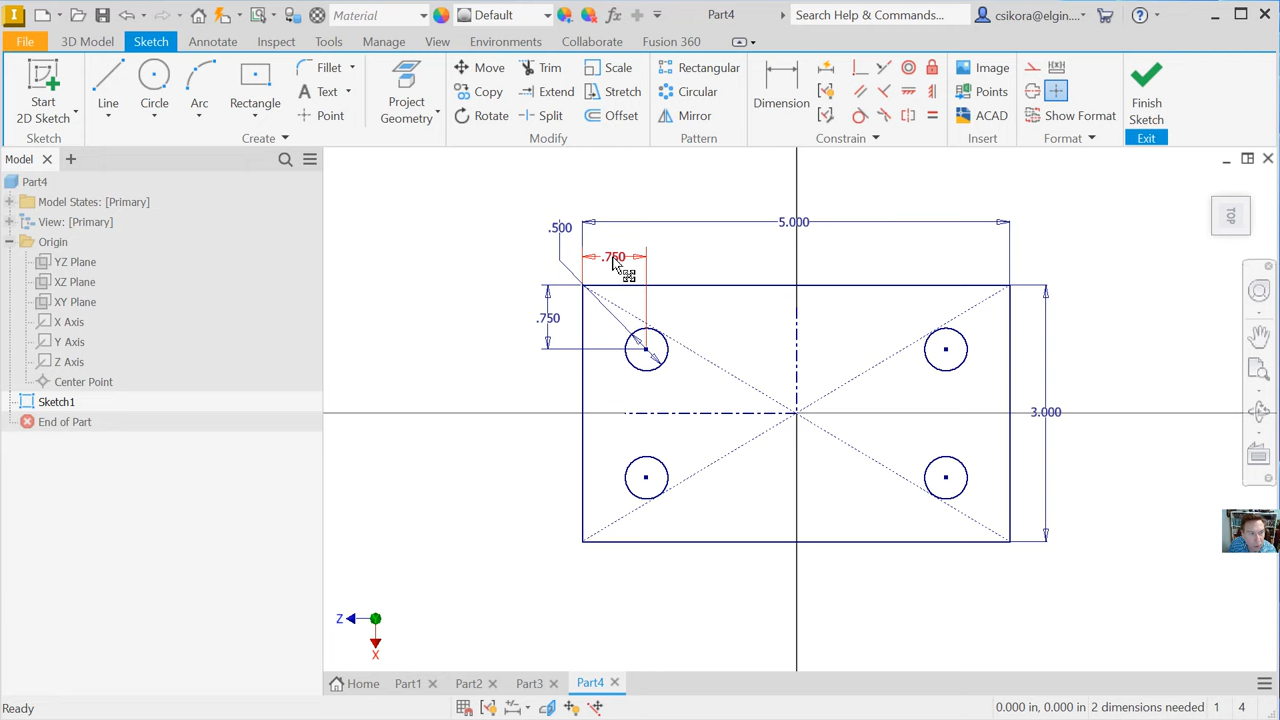 Material
Default
Part4
Search Help & Commands...
csikora@elgin....
File
3D Model
Sketch
Annotate
Inspect
Tools
Manage
View
Environments
Collaborate
Fusion 360
Start
2D Sketch
Line
Circle
Arc
Rectangle
Fillet
Text
Point
Project
Geometry
Move
Copy
Rotate
Trim
Extend
Split
Scale
Stretch
Offset
Rectangular
Circular
Mirror
Dimension
Image
Points
ACAD
Show Format
Finish
Sketch
Sketch
Create
Modify
Pattern
Constrain
Insert
Format
Exit
Model
Part4
Model States: [Primary]
View: [Primary]
Origin
YZ Plane
XZ Plane
XY Plane
X Axis
Y Axis
Z Axis
Center Point
Sketch1
End of Part
TOP
.500
5.000
.750
.750
3.000
Z
X
Home
Part1
Part2
Part3
Part4
Ready
0.000 in, 0.000 in
2 dimensions needed
1
4